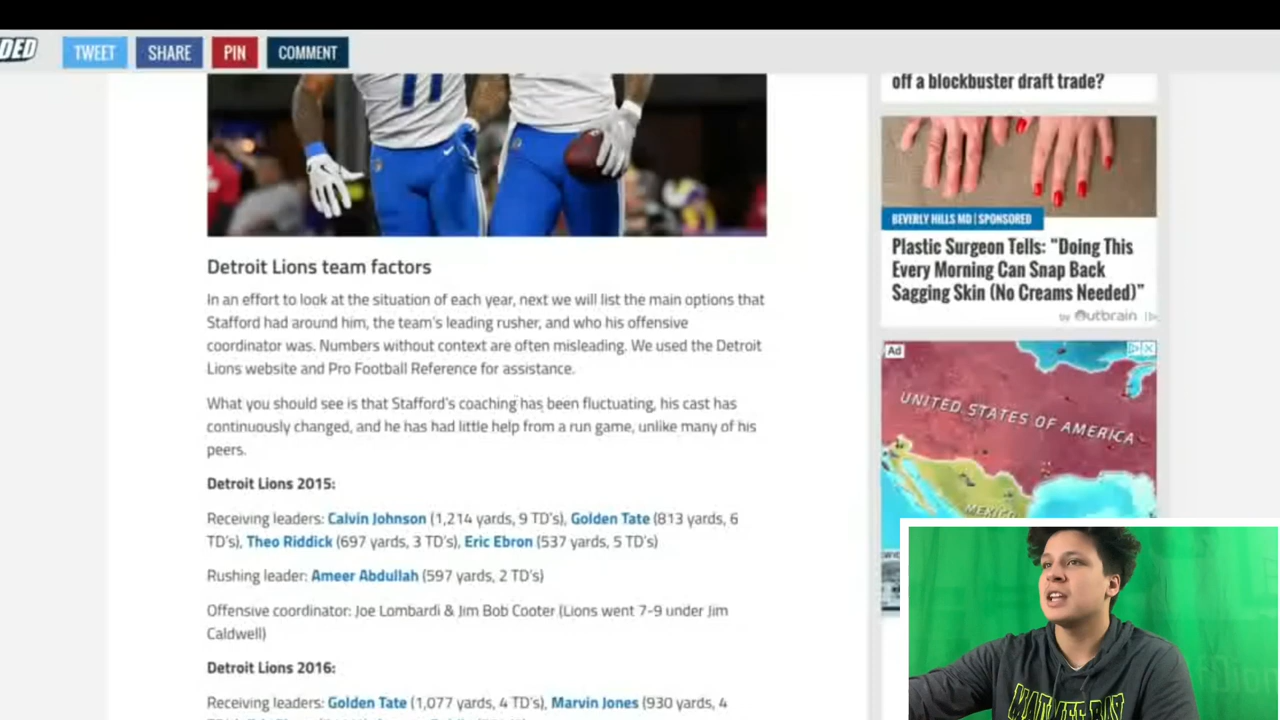 DED
TWEET
SHARE
PIN
COMMENT
11
off a blockbuster draft trade?
BEVERLY HILLS MD | SPONSORED
Plastic Surgeon Tells: "Doing This
Every Morning Can Snap Back
Sagging Skin (No Creams Needed)"
by Outbrain
Ad
UNITED STATES OF AMERICA
MEXICO
Detroit Lions team factors
In an effort to look at the situation of each year, next we will list the main options that
Stafford had around him, the team's leading rusher, and who his offensive
coordinator was. Numbers without context are often misleading. We used the Detroit
Lions website and Pro Football Reference for assistance.
What you should see is that Stafford's coaching has been fluctuating, his cast has
continuously changed, and he has had little help from a run game, unlike many of his
peers.
Detroit Lions 2015:
Receiving leaders: Calvin Johnson (1,214 yards, 9 TD's), Golden Tate (813 yards, 6
TD's), Theo Riddick (697 yards, 3 TD's), Eric Ebron (537 yards, 5 TD's)
Rushing leader: Ameer Abdullah (597 yards, 2 TD's)
Offensive coordinator: Joe Lombardi & Jim Bob Cooter (Lions went 7-9 under Jim
Caldwell)
Detroit Lions 2016:
Receiving leaders: Golden Tate (1,077 yards, 4 TD's), Marvin Jones (930 yards, 4